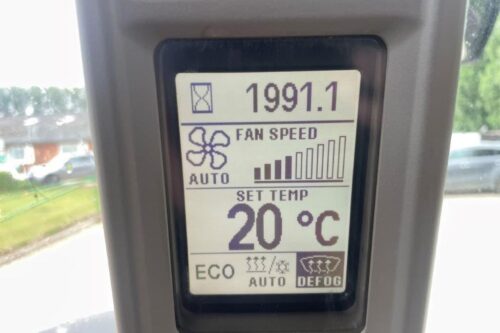 1991.1
FAN SPEED
AUTO
SET TEMP
20 °C
ECO
/
AUTO
DEFOG